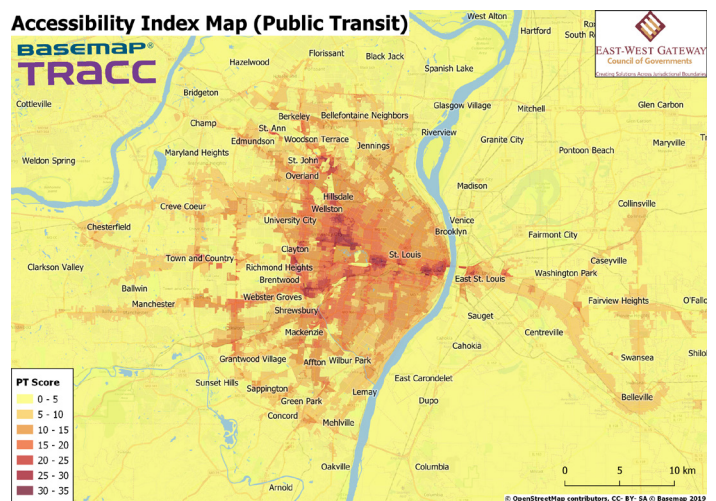 Accessibility Index Map (Public Transit)
BASEMAP®
TRACC
EAST-WEST GATEWAY
Council of Governments
Creating Solutions Across Jurisdictional Boundaries
West Alton
Hartford
South R
Florissant
Black Jack
Hazelwood
Spanish Lake
Bridgeton
Cottleville
Glasgow Village
Mitchell
Glen Carbon
Champ
Berkeley
Bellefontaine Neighbors
St. Ann
Riverview
Edmundson
Woodson Terrace
Granite City
Maryville
Jennings
Pontoon Beach
Maryland Heights
Weldon Spring
St. John
Overland
Madison
Hillsdale
Creve Coeur
Wellston
Collinsville
University City
Venice
Chesterfield
Brooklyn
Fairmont City
Clayton
St. Louis
Town and Country
Caseyville
Clarkson Valley
Richmond Heights
Washington Park
Brentwood
East St. Louis
Ballwin
Webster Groves
Manchester
Fairview Heights
O'Fallo
Shrewsbury
Sauget
Mackenzie
Centreville
Cahokia
Grantwood Village
Affton
Wilbur Park
Swansea
Shilo
PT Score
Sunset Hills
East Carondelet
Sappington
Lemay
Belleville
Green Park
Dupo
Concord
Mehlville
Oakville
Columbia
Arnold
0 - 5
5 - 10
10 - 15
15 - 20
20 - 25
25 - 30
30 - 35
0 5 10 km
© OpenStreetMap contributors, CC- BY- SA @ Basemap 2019